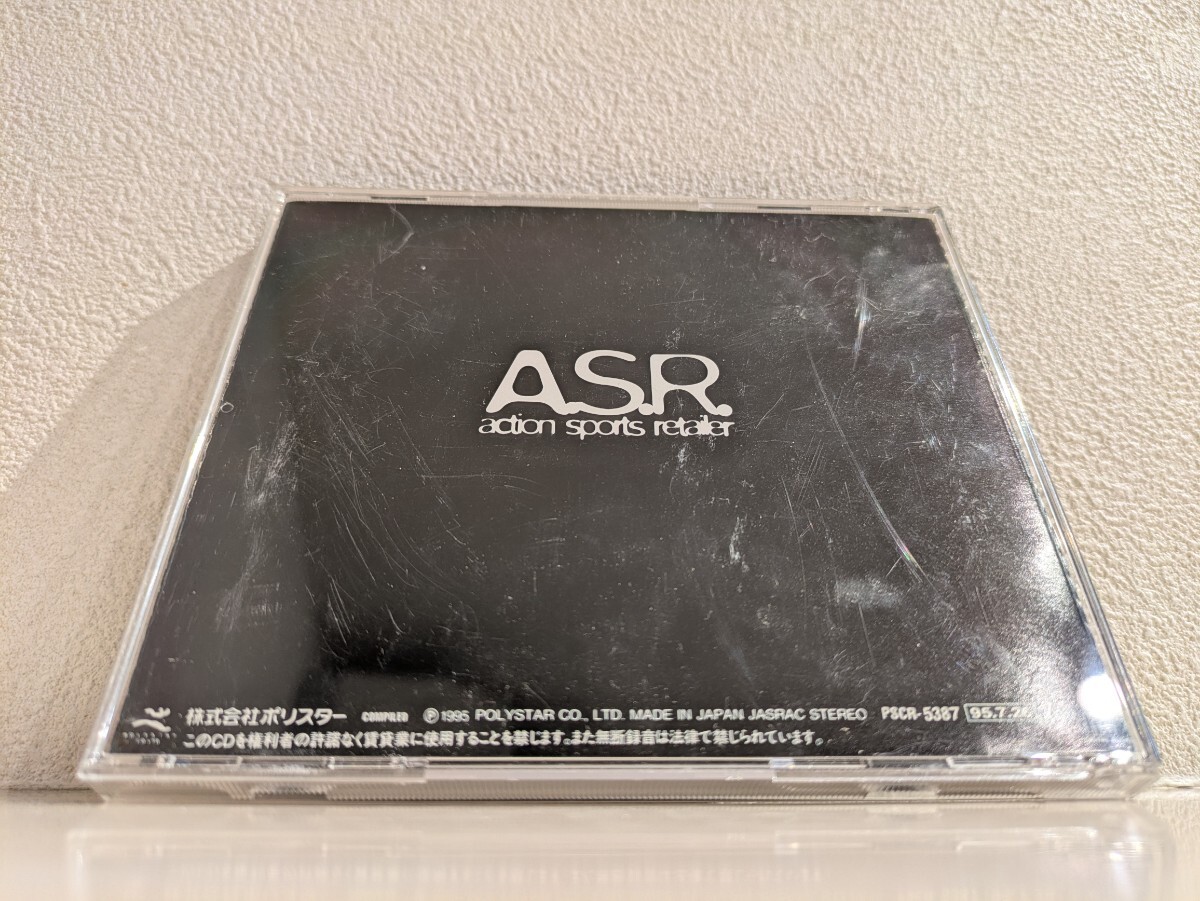 A.S.R.
action sports retailer
株式会社ポリスター COMPILED Ⓟ1995 POLYSTAR CO., LTD. MADE IN JAPAN JASRAC STEREO PSCR-5387
このCDを権利者の許諾なく賃貸業に使用することを禁じます。また無断録音は法律で禁じられています。